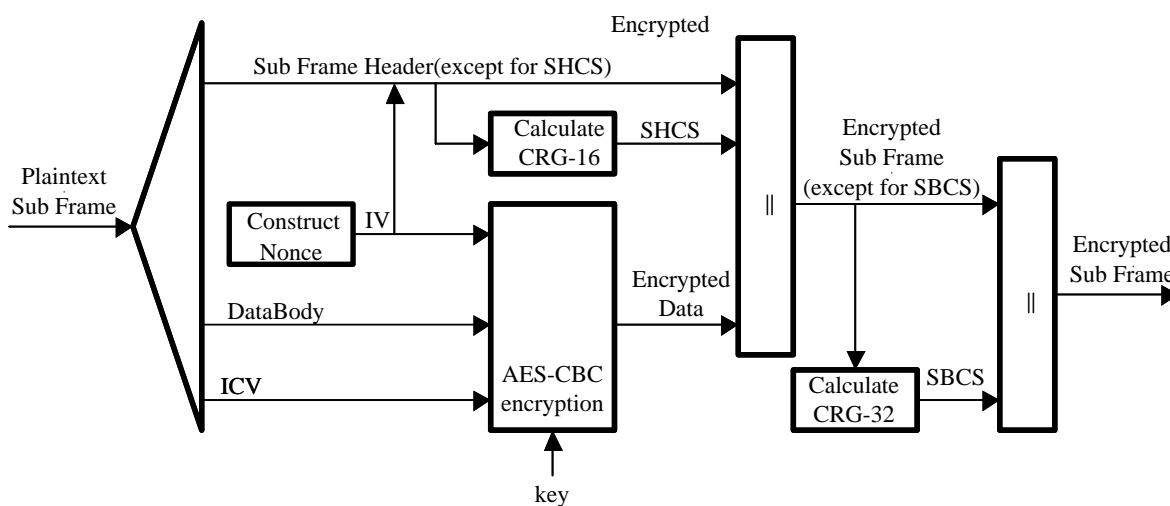 Encrypted
Sub Frame Header(except for SHCS)
Calculate
CRG-16
SHCS
Encrypted
Sub Frame
(except for SBCS)
Plaintext
Sub Frame
Construct
Nonce
IV
||
Encrypted
Sub Frame
Encrypted
Data
DataBody
||
ICV
AES-CBC
encryption
Calculate
CRG-32
SBCS
key